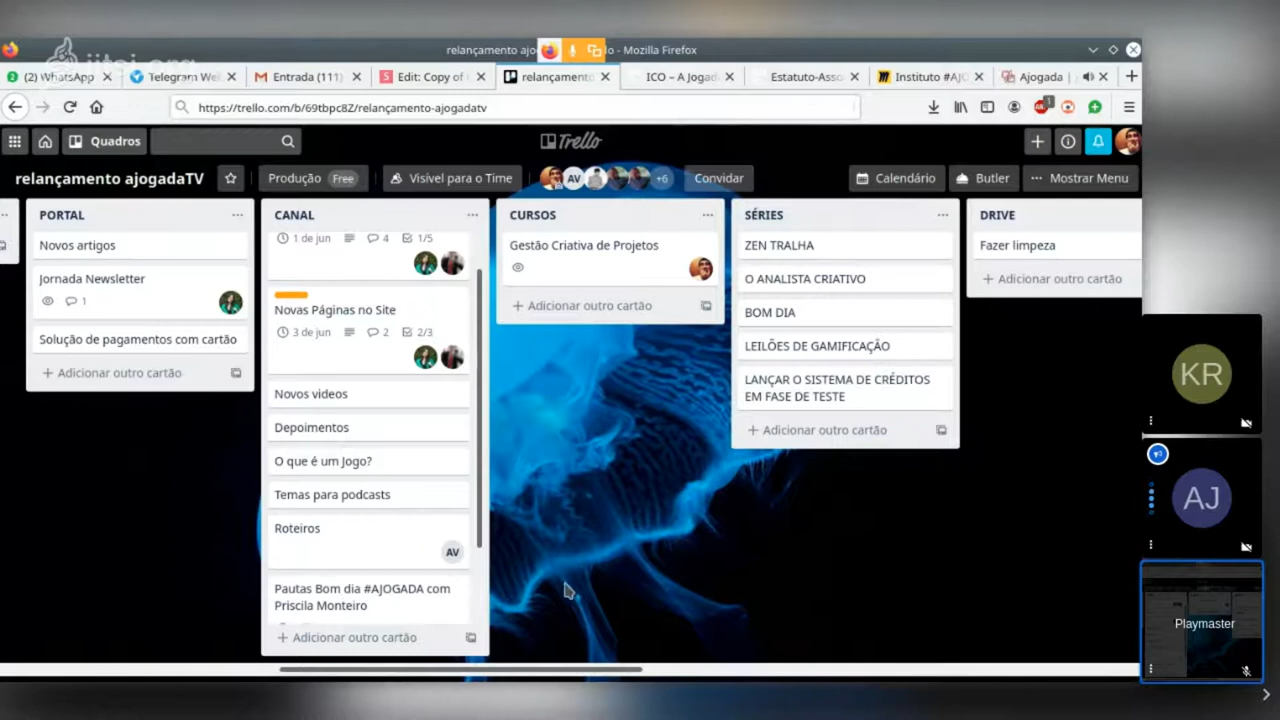 jitsi.org
relançamento ajo
lo - Mozilla Firefox
(2) WhatsApp
Telegram We
Entrada (111)
Edit: Copy of
relançamento
ICO – A Jogad
Estatuto-Asso
Instituto #AJO
Ajogada |
https://trello.com/b/69tbpc8Z/relançamento-ajogadatv
1
Quadros
Trello
relançamento ajogadaTV
Produção Free
Visível para o Time
AV
+6
Convidar
Calendário
Butler
Mostrar Menu
PORTAL
Novos artigos
Jornada Newsletter
1
Solução de pagamentos com cartão
Adicionar outro cartão
CANAL
1 de jun
4
1/5
Novas Páginas no Site
3 de jun
2
2/3
Novos videos
Depoimentos
O que é um Jogo?
Temas para podcasts
Roteiros
AV
Pautas Bom dia #AJOGADA com
Priscila Monteiro
Adicionar outro cartão
CURSOS
Gestão Criativa de Projetos
Adicionar outro cartão
SÉRIES
ZEN TRALHA
O ANALISTA CRIATIVO
BOM DIA
LEILÕES DE GAMIFICAÇÃO
LANÇAR O SISTEMA DE CRÉDITOS
EM FASE DE TESTE
Adicionar outro cartão
DRIVE
Fazer limpeza
Adicionar outro cartão
KR
AJ
Playmaster